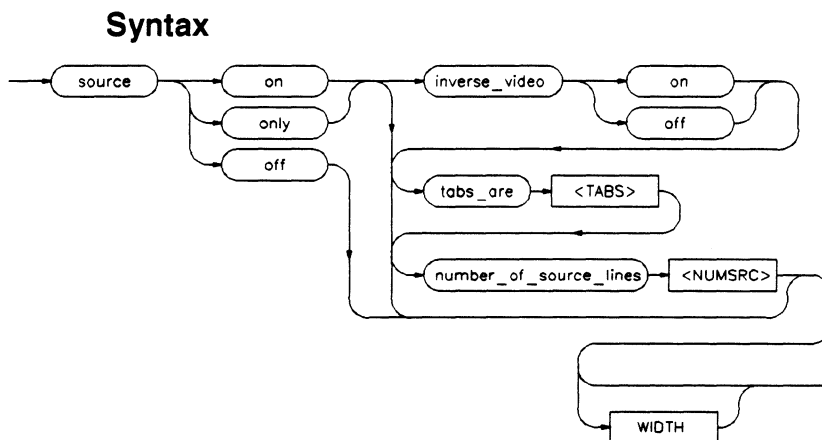 Syntax
source
on
inverse_video
on
only
off
off
tabs_are
<TABS>
number_of_source_lines
<NUMSRC>
WIDTH